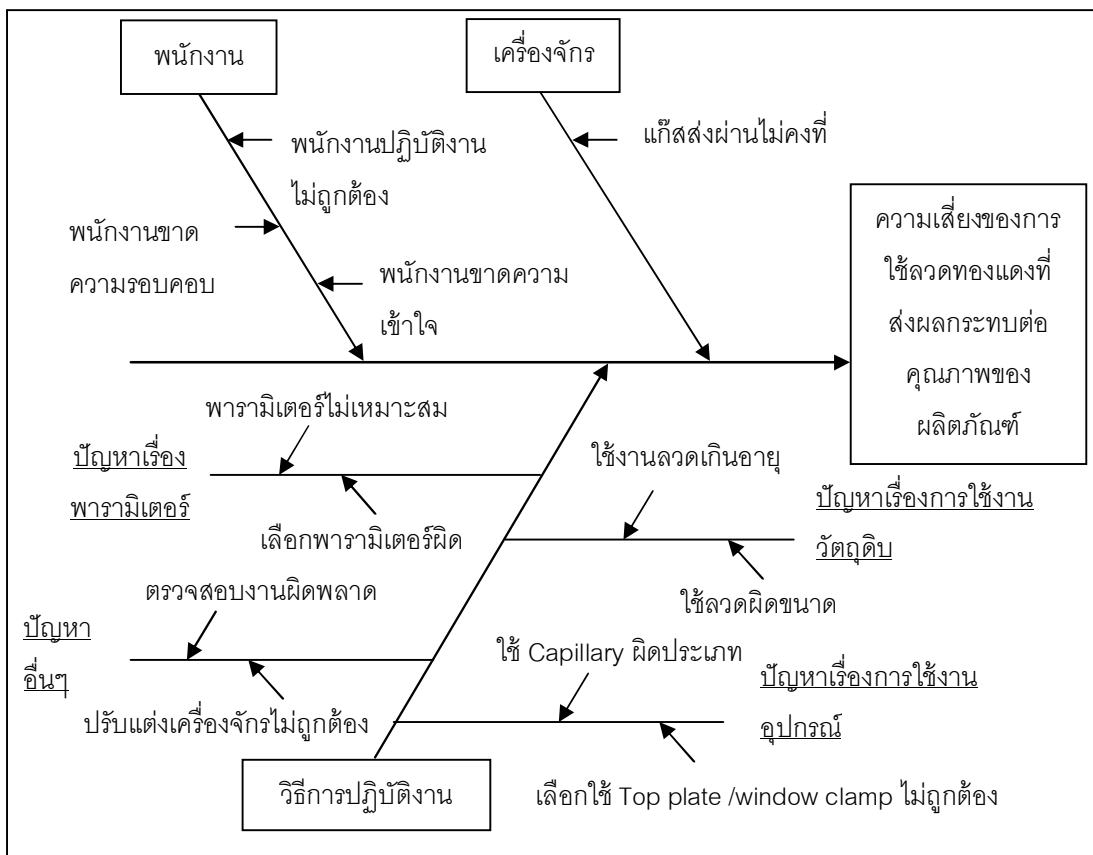 พนักงาน
เครื่องจักร
พนักงานปฏิบัติงาน
ไม่ถูกต้อง
แก๊สส่งผ่านไม่คงที่
พนักงานขาด
ความรอบคอบ
พนักงานขาดความ
เข้าใจ
ความเสี่ยงของการ
ใช้ลวดทองแดงที่
ส่งผลกระทบต่อ
คุณภาพของ
ผลิตภัณฑ์
พารามิเตอร์ไม่เหมาะสม
ปัญหาเรื่อง
พารามิเตอร์
เลือกพารามิเตอร์ผิด
ใช้งานลวดเกินอายุ
ปัญหาเรื่องการใช้งาน
วัตถุดิบ
ใช้ลวดผิดขนาด
ตรวจสอบงานผิดพลาด
ปัญหา
อื่นๆ
ปรับแต่งเครื่องจักรไม่ถูกต้อง
ใช้ Capillary ผิดประเภท
ปัญหาเรื่องการใช้งาน
อุปกรณ์
เลือกใช้ Top plate /window clamp ไม่ถูกต้อง
วิธีการปฏิบัติงาน